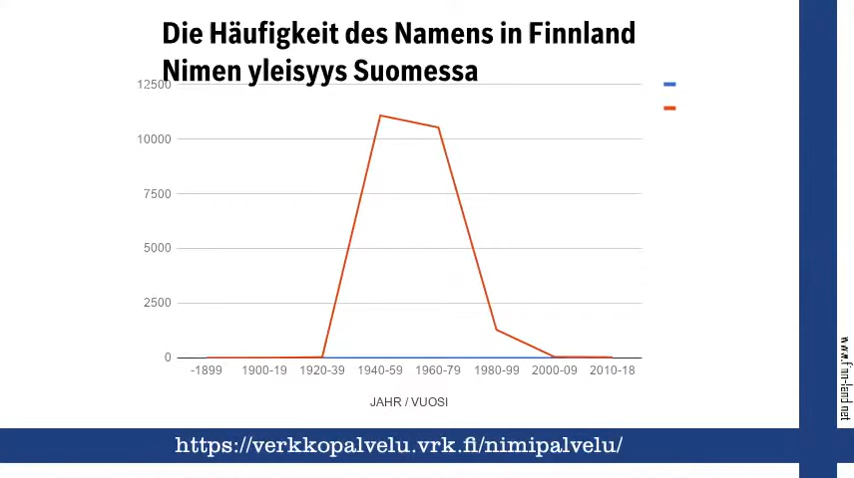 Die Häufigkeit des Namens in Finnland
Nimen yleisyys Suomessa
12500
10000
7500
5000
2500
0
-1899 1900-19 1920-39 1940-59 1960-79 1980-99 2000-09 2010-18
JAHR / VUOSI
https://verkkopalvelu.vrk.fi/nimipalvelu/
www.finn-land.net